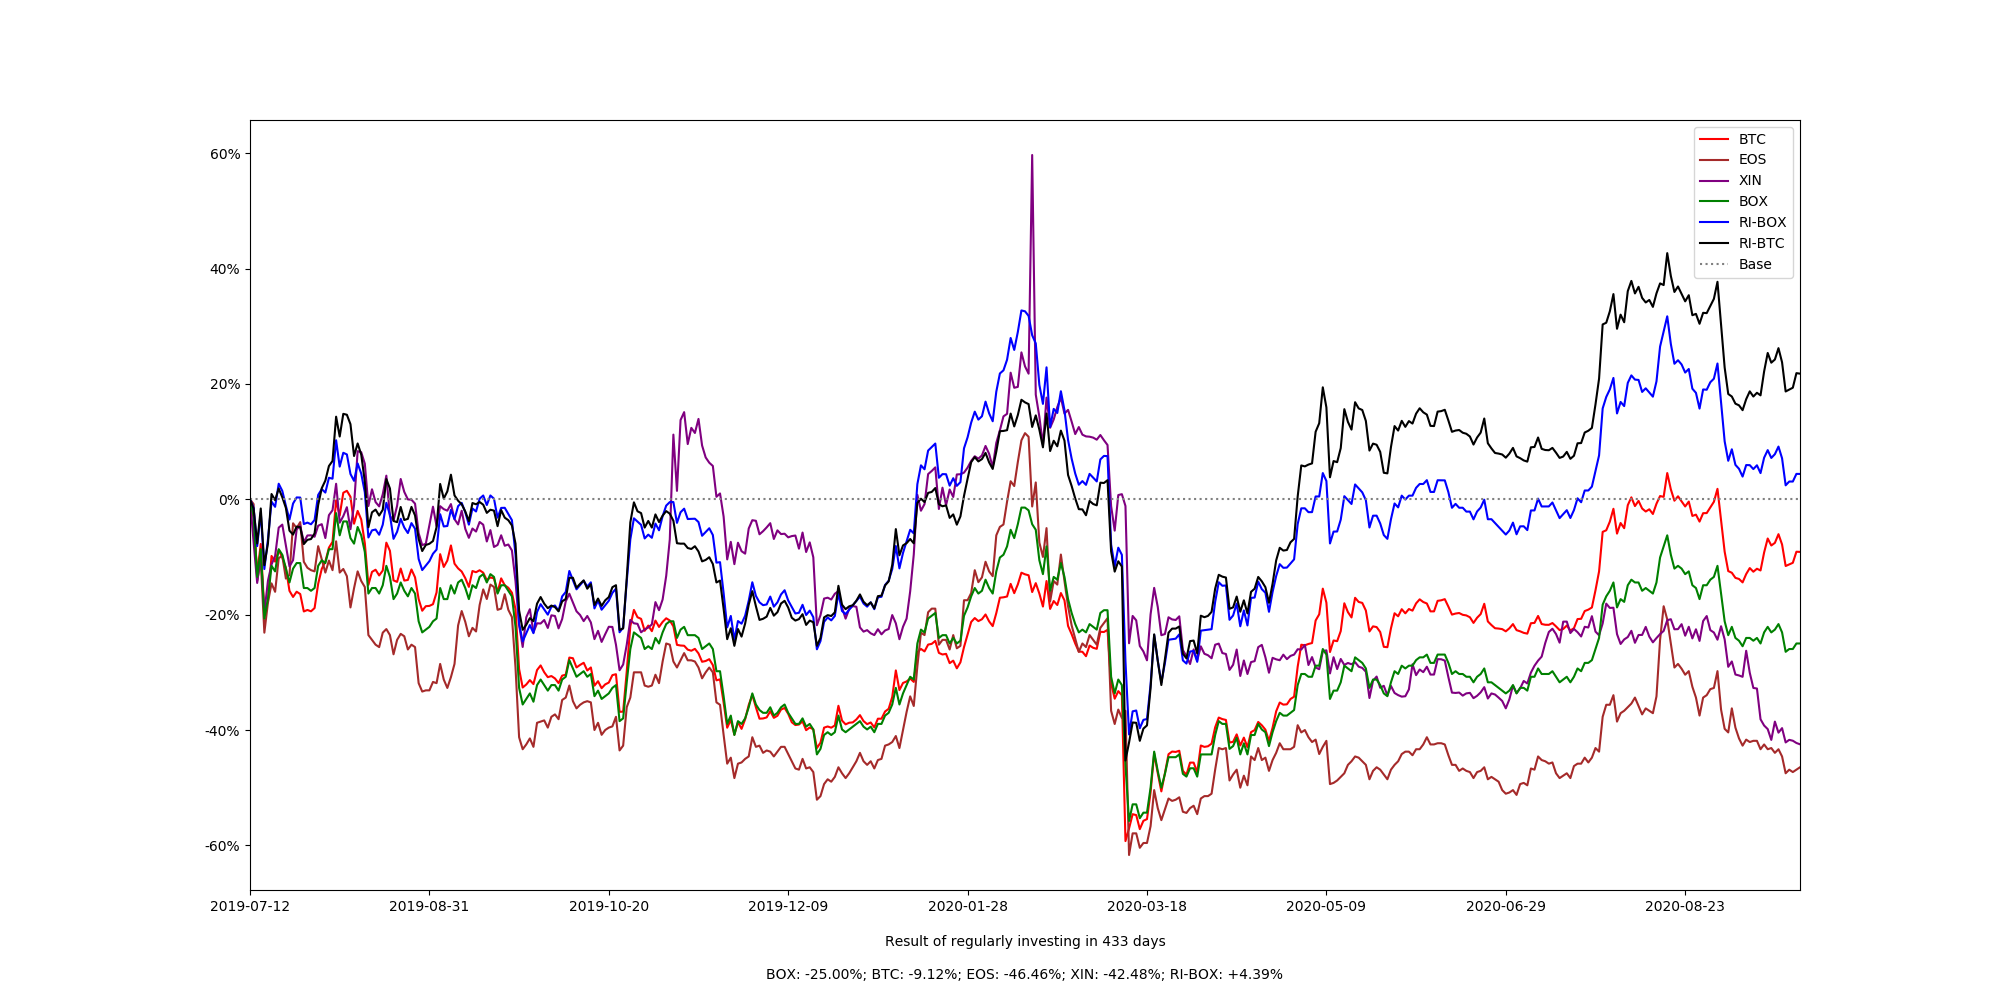 60%
40%
20%
0%
-20%
-40%
-60%
BTC
EOS
XIN
BOX
RI-BOX
RI-BTC
Base
2019-07-12 2019-08-31 2019-10-20 2019-12-09 2020-01-28 2020-03-18 2020-05-09 2020-06-29 2020-08-23
Result of regularly investing in 433 days
BOX: -25.00%; BTC: -9.12%; EOS: -46.46%; XIN: -42.48%; RI-BOX: +4.39%